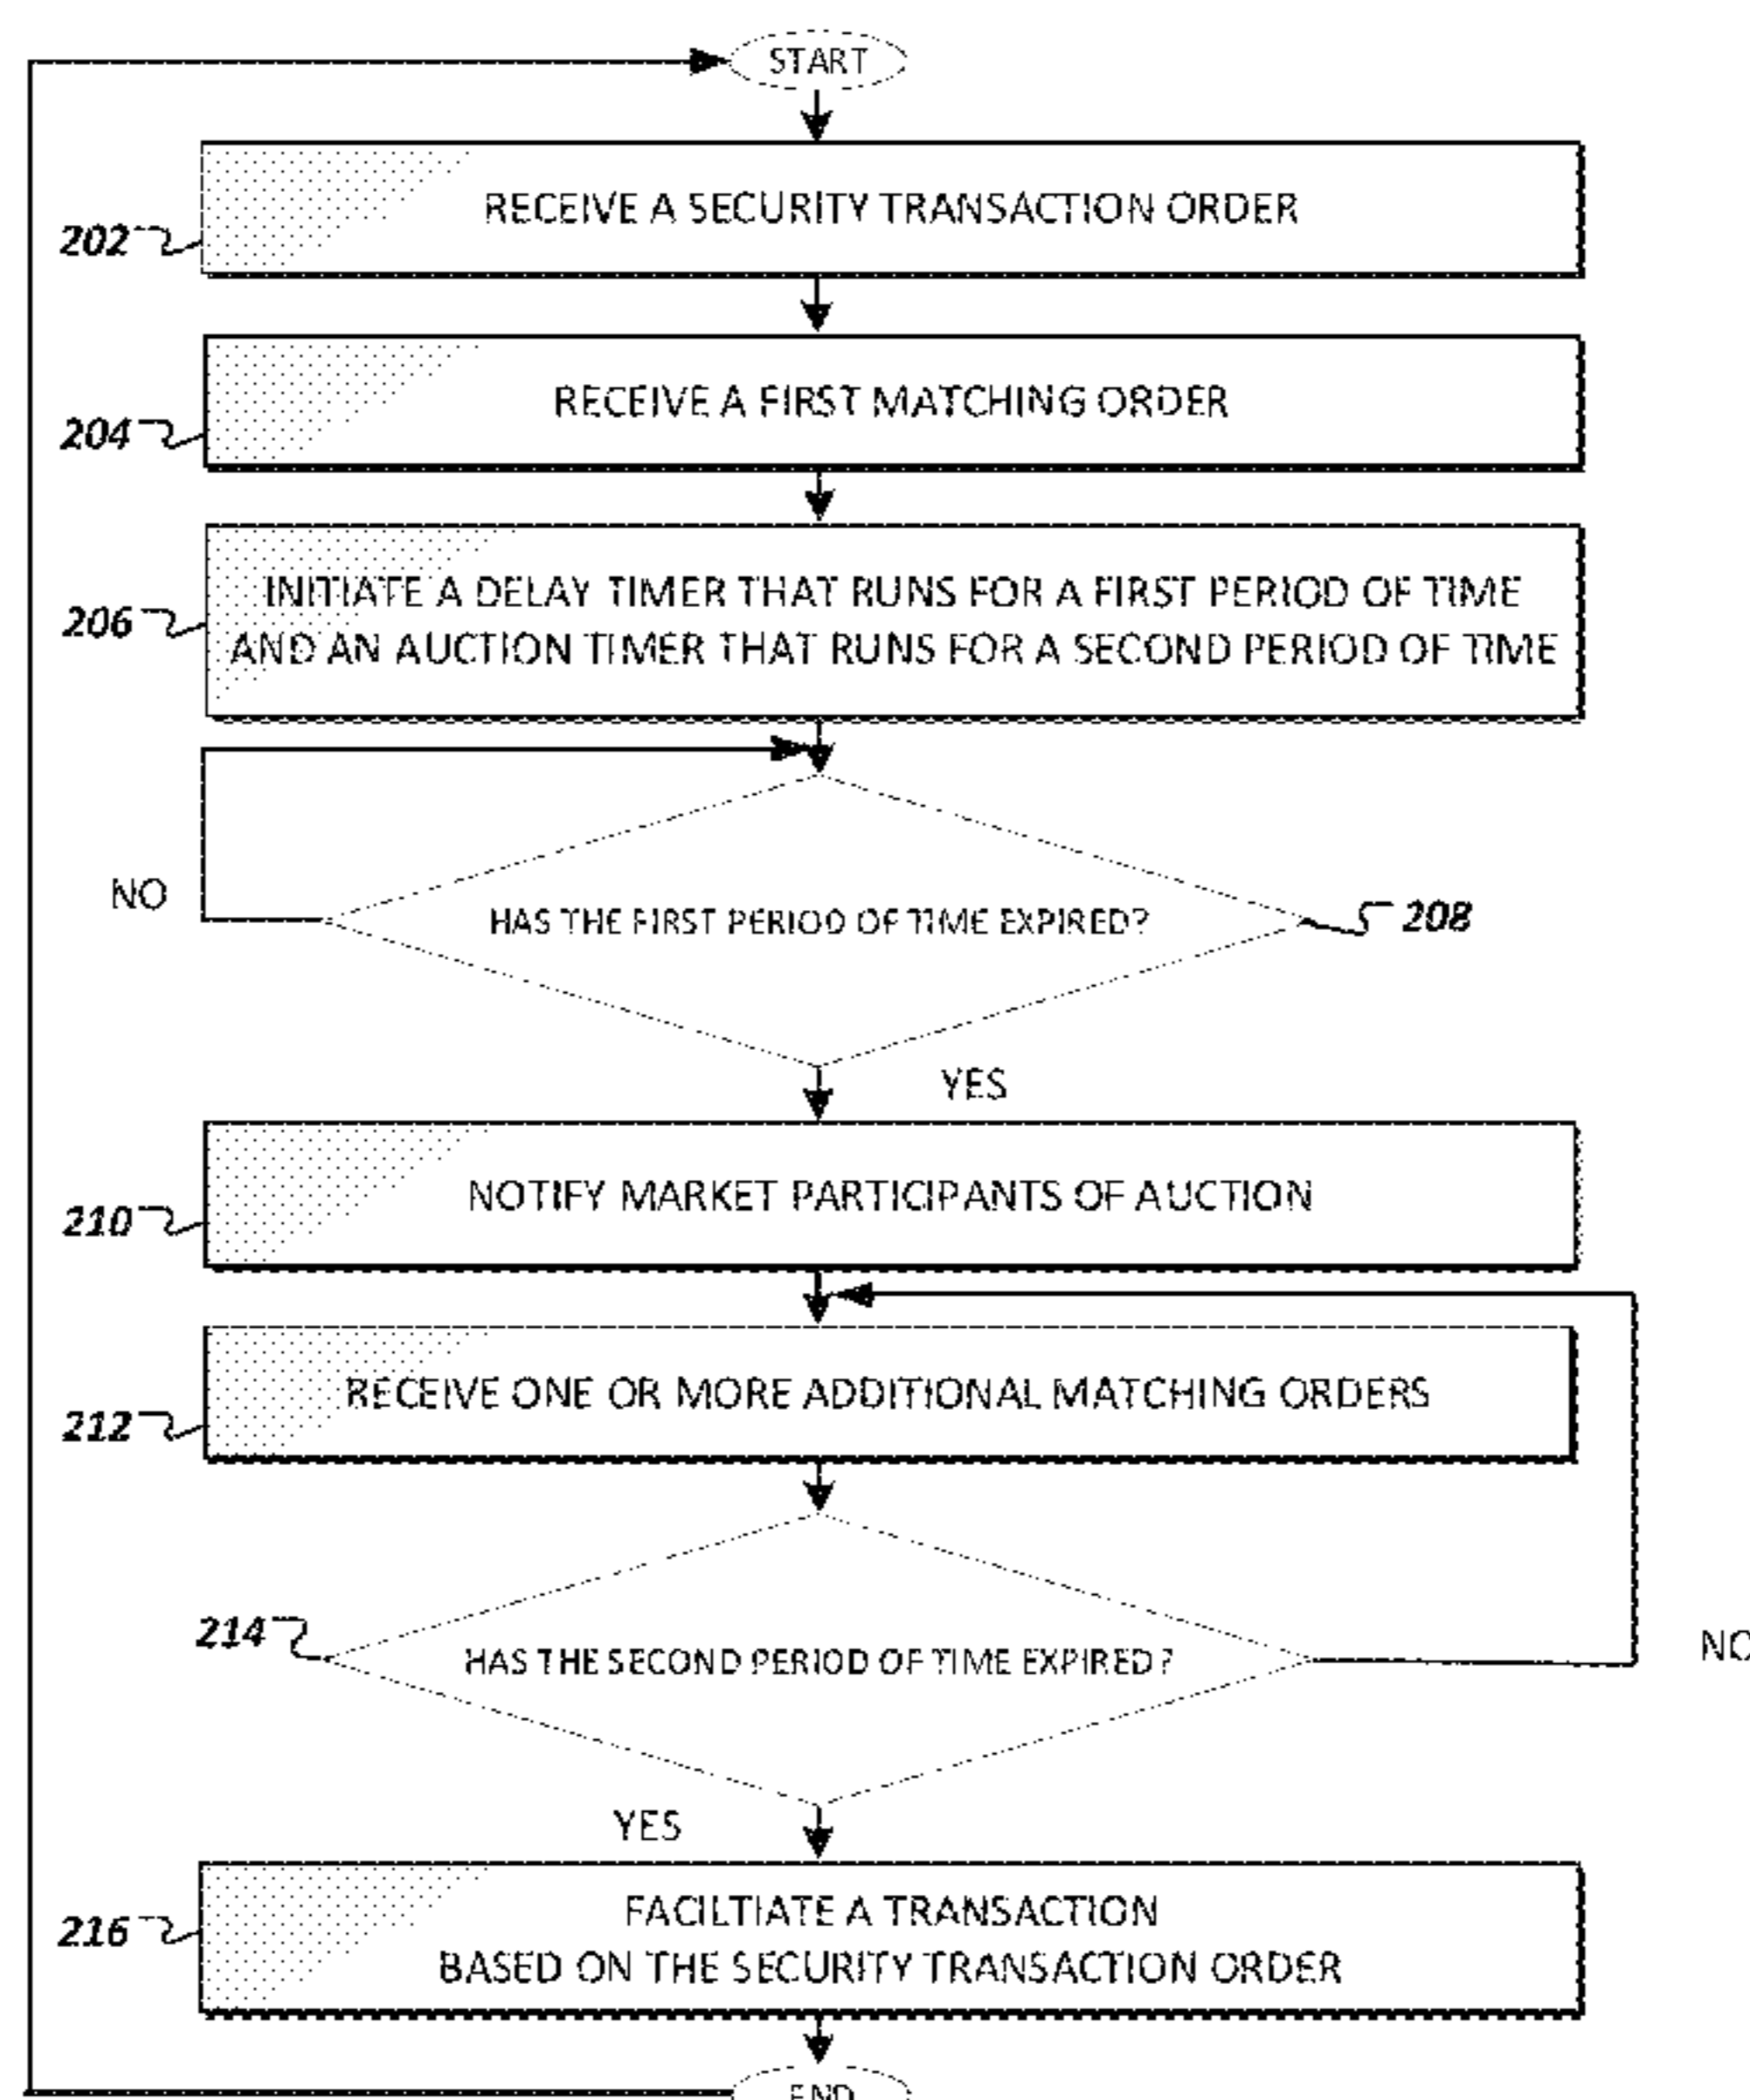 START
RECEIVE A SECURITY TRANSACTION ORDER
202
RECEIVE A FIRST MATCHING ORDER
204
INITIATE A DELAY TIMER THAT RUNS FOR A FIRST PERIOD OF TIME
AND AN AUCTION TIMER THAT RUNS FOR A SECOND PERIOD OF TIME
206
NO
HAS THE FIRST PERIOD OF TIME EXPIRED?
208
YES
NOTIFY MARKET PARTICIPANTS OF AUCTION
210
RECEIVE ONE OR MORE ADDITIONAL MATCHING ORDERS
212
214
HAS THE SECOND PERIOD OF TIME EXPIRED?
NO
YES
FACILTIATE A TRANSACTION
BASED ON THE SECURITY TRANSACTION ORDER
216
END